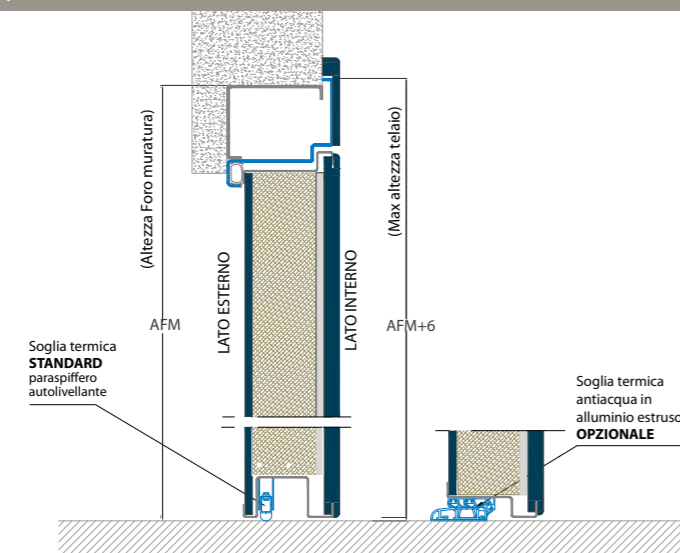 (Altezza Foro muratura)
AFM
LATO ESTERNO
LATO INTERNO
(Max altezza telaio)
AFM+6
Soglia termica
STANDARD
paraspiffero
autolivellante
Soglia termica
antiacqua in
alluminio estruso
OPZIONALE